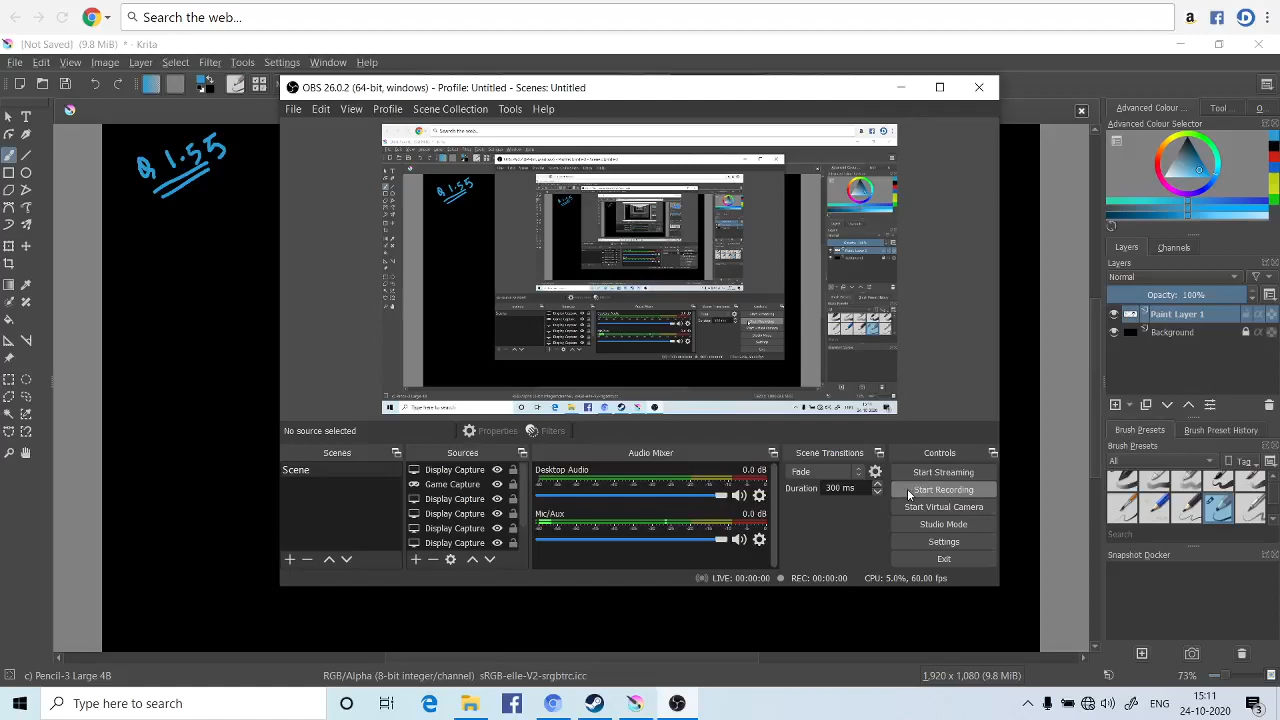 Search the web...
[Not Saved] (9.8 MiB) * Krita
File Edit View Image Layer Select Filter Tools Settings Window Help
OBS 26.0.2 (64-bit, windows) - Profile: Untitled - Scenes: Untitled
File Edit View Profile Scene Collection Tools Help
Q 1.55
No source selected
Properties
Filters
Scenes
Scene
Sources
Display Capture
Game Capture
Display Capture
Display Capture
Display Capture
Display Capture
Audio Mixer
Desktop Audio
0.0 dB
Mic/Aux
0.0 dB
Scene Transitions
Fade
Duration 300 ms
Controls
Start Streaming
Start Recording
Start Virtual Camera
Studio Mode
Settings
Exit
LIVE: 00:00:00
REC: 00:00:00
CPU: 5.0%, 60.00 fps
Advanced Colour ...
Tool ...
O...
Advanced Colour Selector
Layers
Channels
Layers
Normal
Opacity: 100%
Paint Layer 1
Background
Brush Presets
Brush Preset History
Brush Presets
All
Tag
Search
Snapshot Docker
c) Pencil-3 Large 4B
RGB/Alpha (8-bit integer/channel) sRGB-elle-V2-srgbtrc.icc
1,920 x 1,080 (9.8 MiB)
73%
Type here to search
ENG
15:11
24-10-2020
3